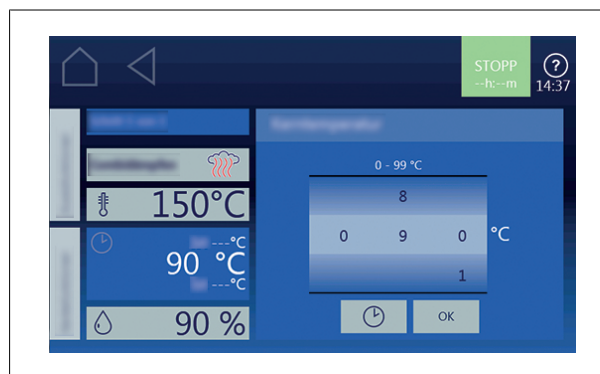 STOPP
--h:--m
?
14:37
0 - 99 °C
150°C
8
0 9 0 °C
1
---°C
90 °C
---°C
90 %
OK